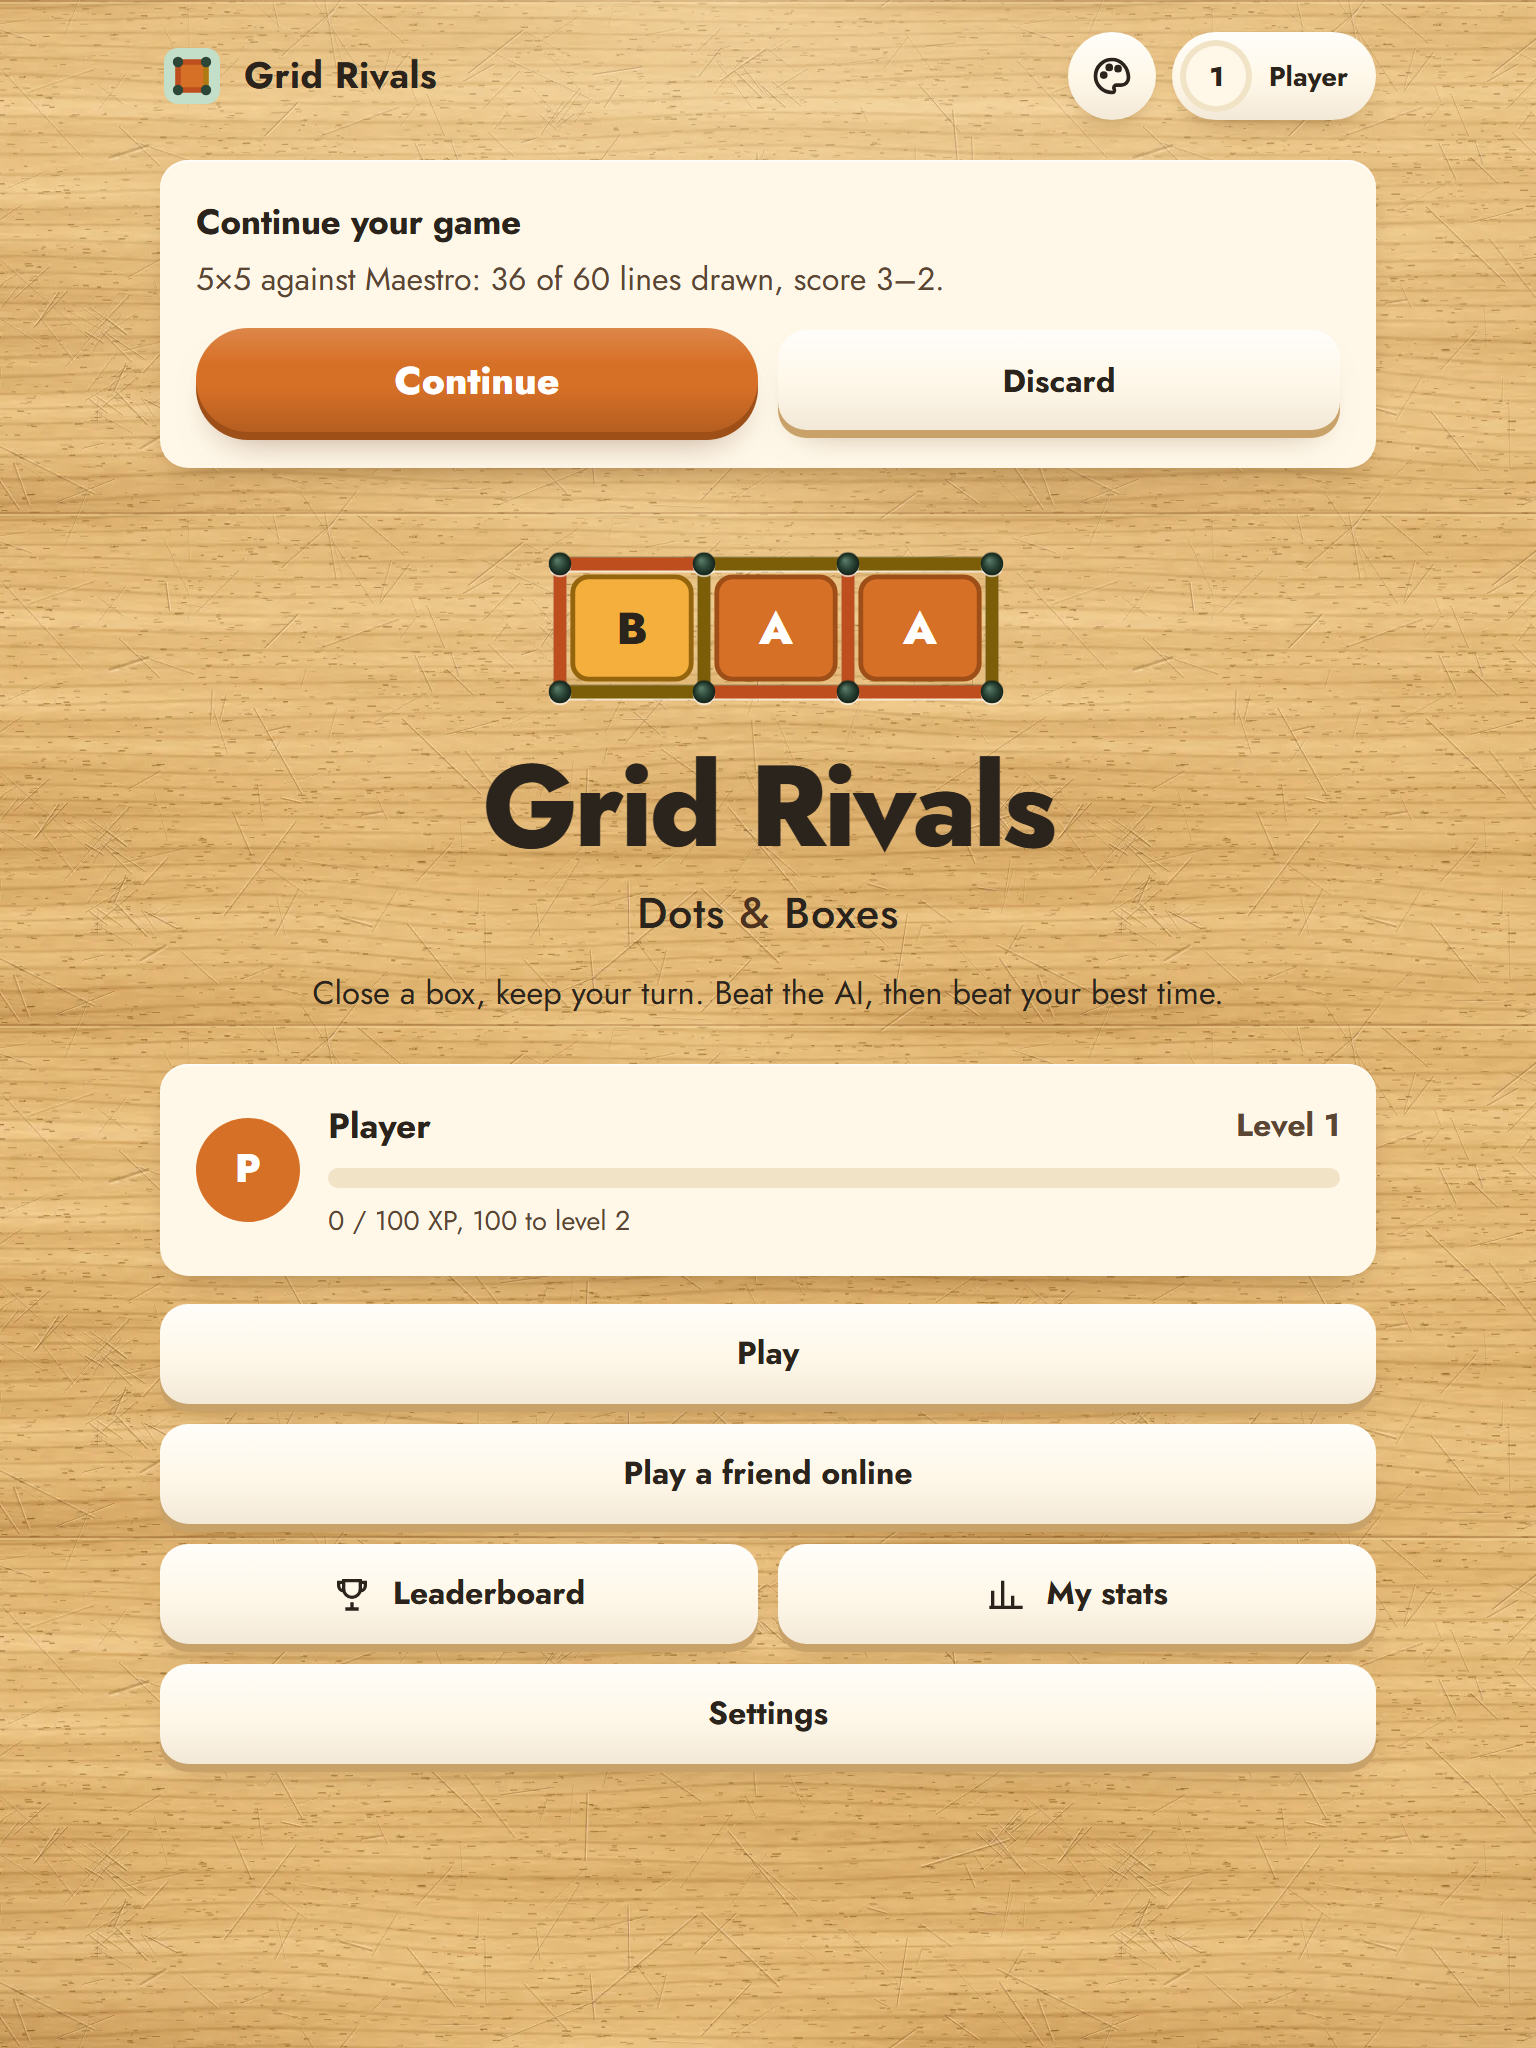 Grid Rivals
1 Player
Continue your game
5×5 against Maestro: 36 of 60 lines drawn, score 3–2.
Continue Discard
B A A
Grid Rivals
Dots & Boxes
Close a box, keep your turn. Beat the AI, then beat your best time.
P
Player Level 1
0 / 100 XP, 100 to level 2
Play
Play a friend online
Leaderboard My stats
Settings